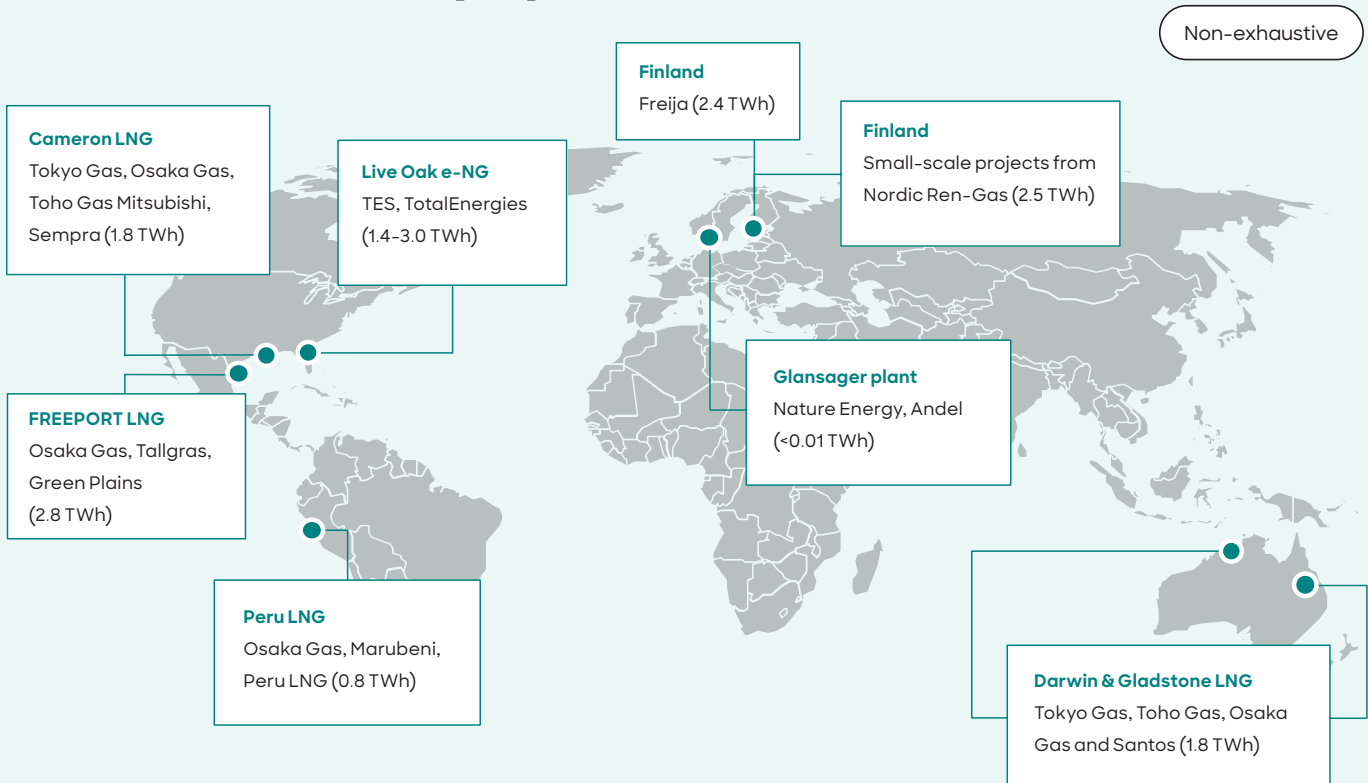 Non-exhaustive
Finland
Freija (2.4 TWh)
Finland
Small-scale projects from
Nordic Ren-Gas (2.5 TWh)
Cameron LNG
Tokyo Gas, Osaka Gas,
Toho Gas Mitsubishi,
Sempra (1.8 TWh)
Live Oak e-NG
TES, TotalEnergies
(1.4-3.0 TWh)
Glansager plant
Nature Energy, Andel
(<0.01 TWh)
FREEPORT LNG
Osaka Gas, Tallgras,
Green Plains
(2.8 TWh)
Peru LNG
Osaka Gas, Marubeni,
Peru LNG (0.8 TWh)
Darwin & Gladstone LNG
Tokyo Gas, Toho Gas, Osaka
Gas and Santos (1.8 TWh)